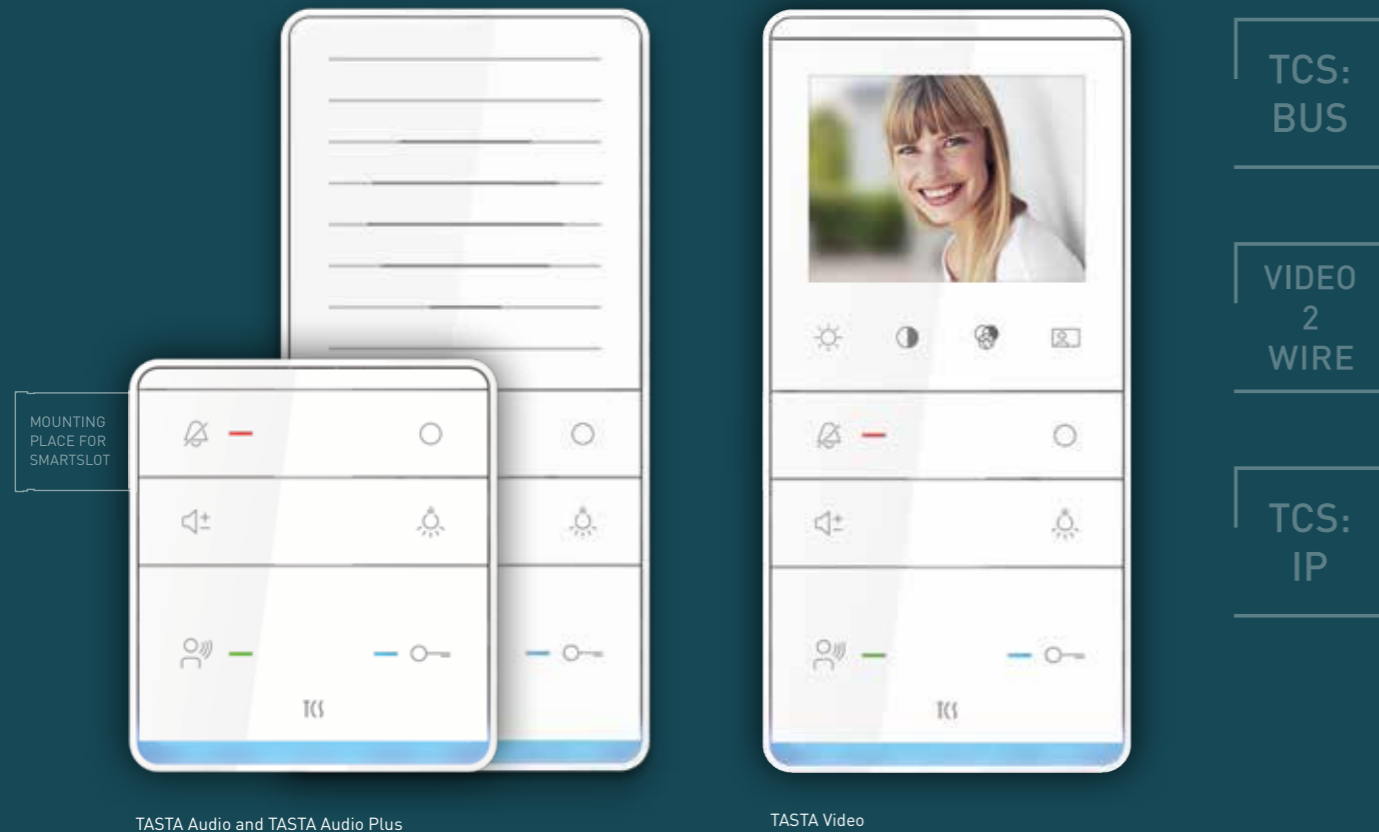 MOUNTING
PLACE FOR
SMARTSLOT
TCS
TASTA Audio and TASTA Audio Plus
TCS
TASTA Video
TCS:
BUS
VIDEO
2
WIRE
TCS:
IP